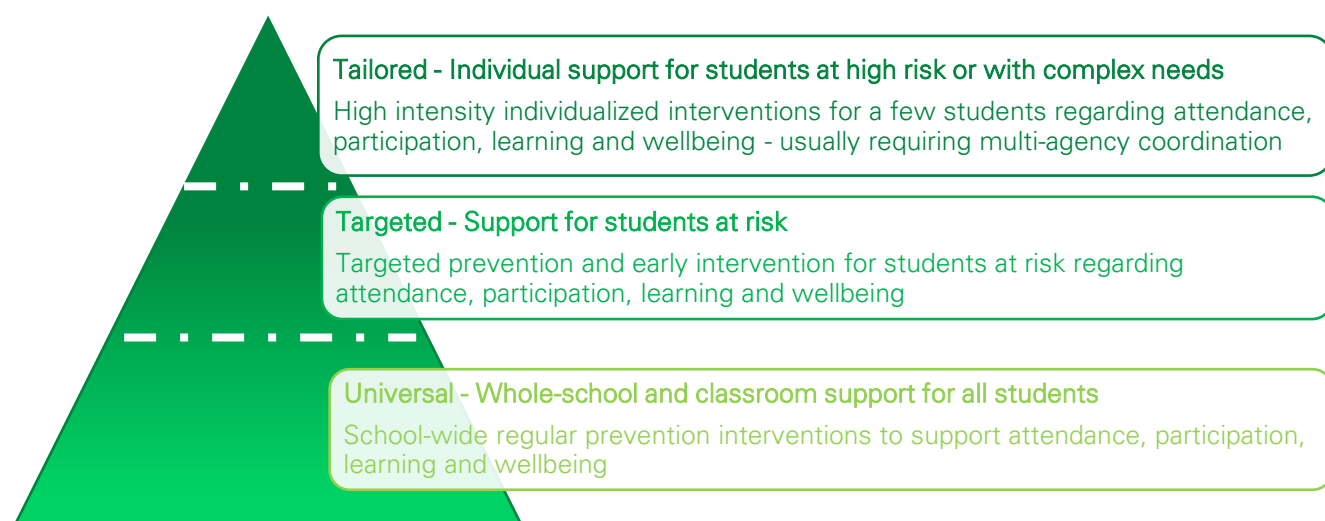 Tailored - Individual support for students at high risk or with complex needs
High intensity individualized interventions for a few students regarding attendance,
participation, learning and wellbeing - usually requiring multi-agency coordination
Targeted - Support for students at risk
Targeted prevention and early intervention for students at risk regarding
attendance, participation, learning and wellbeing
Universal - Whole-school and classroom support for all students
School-wide regular prevention interventions to support attendance, participation,
learning and wellbeing